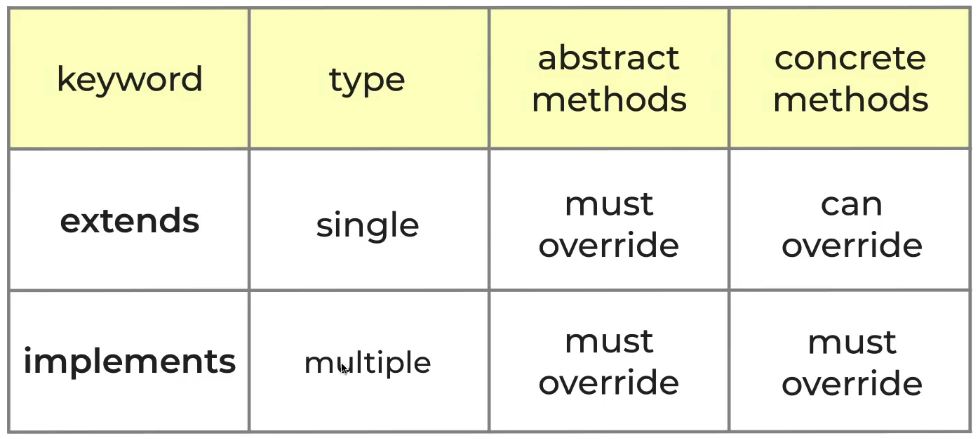 keyword
type
abstract
methods
concrete
methods
extends
single
must
override
can
override
implements
multiple
must
override
must
override